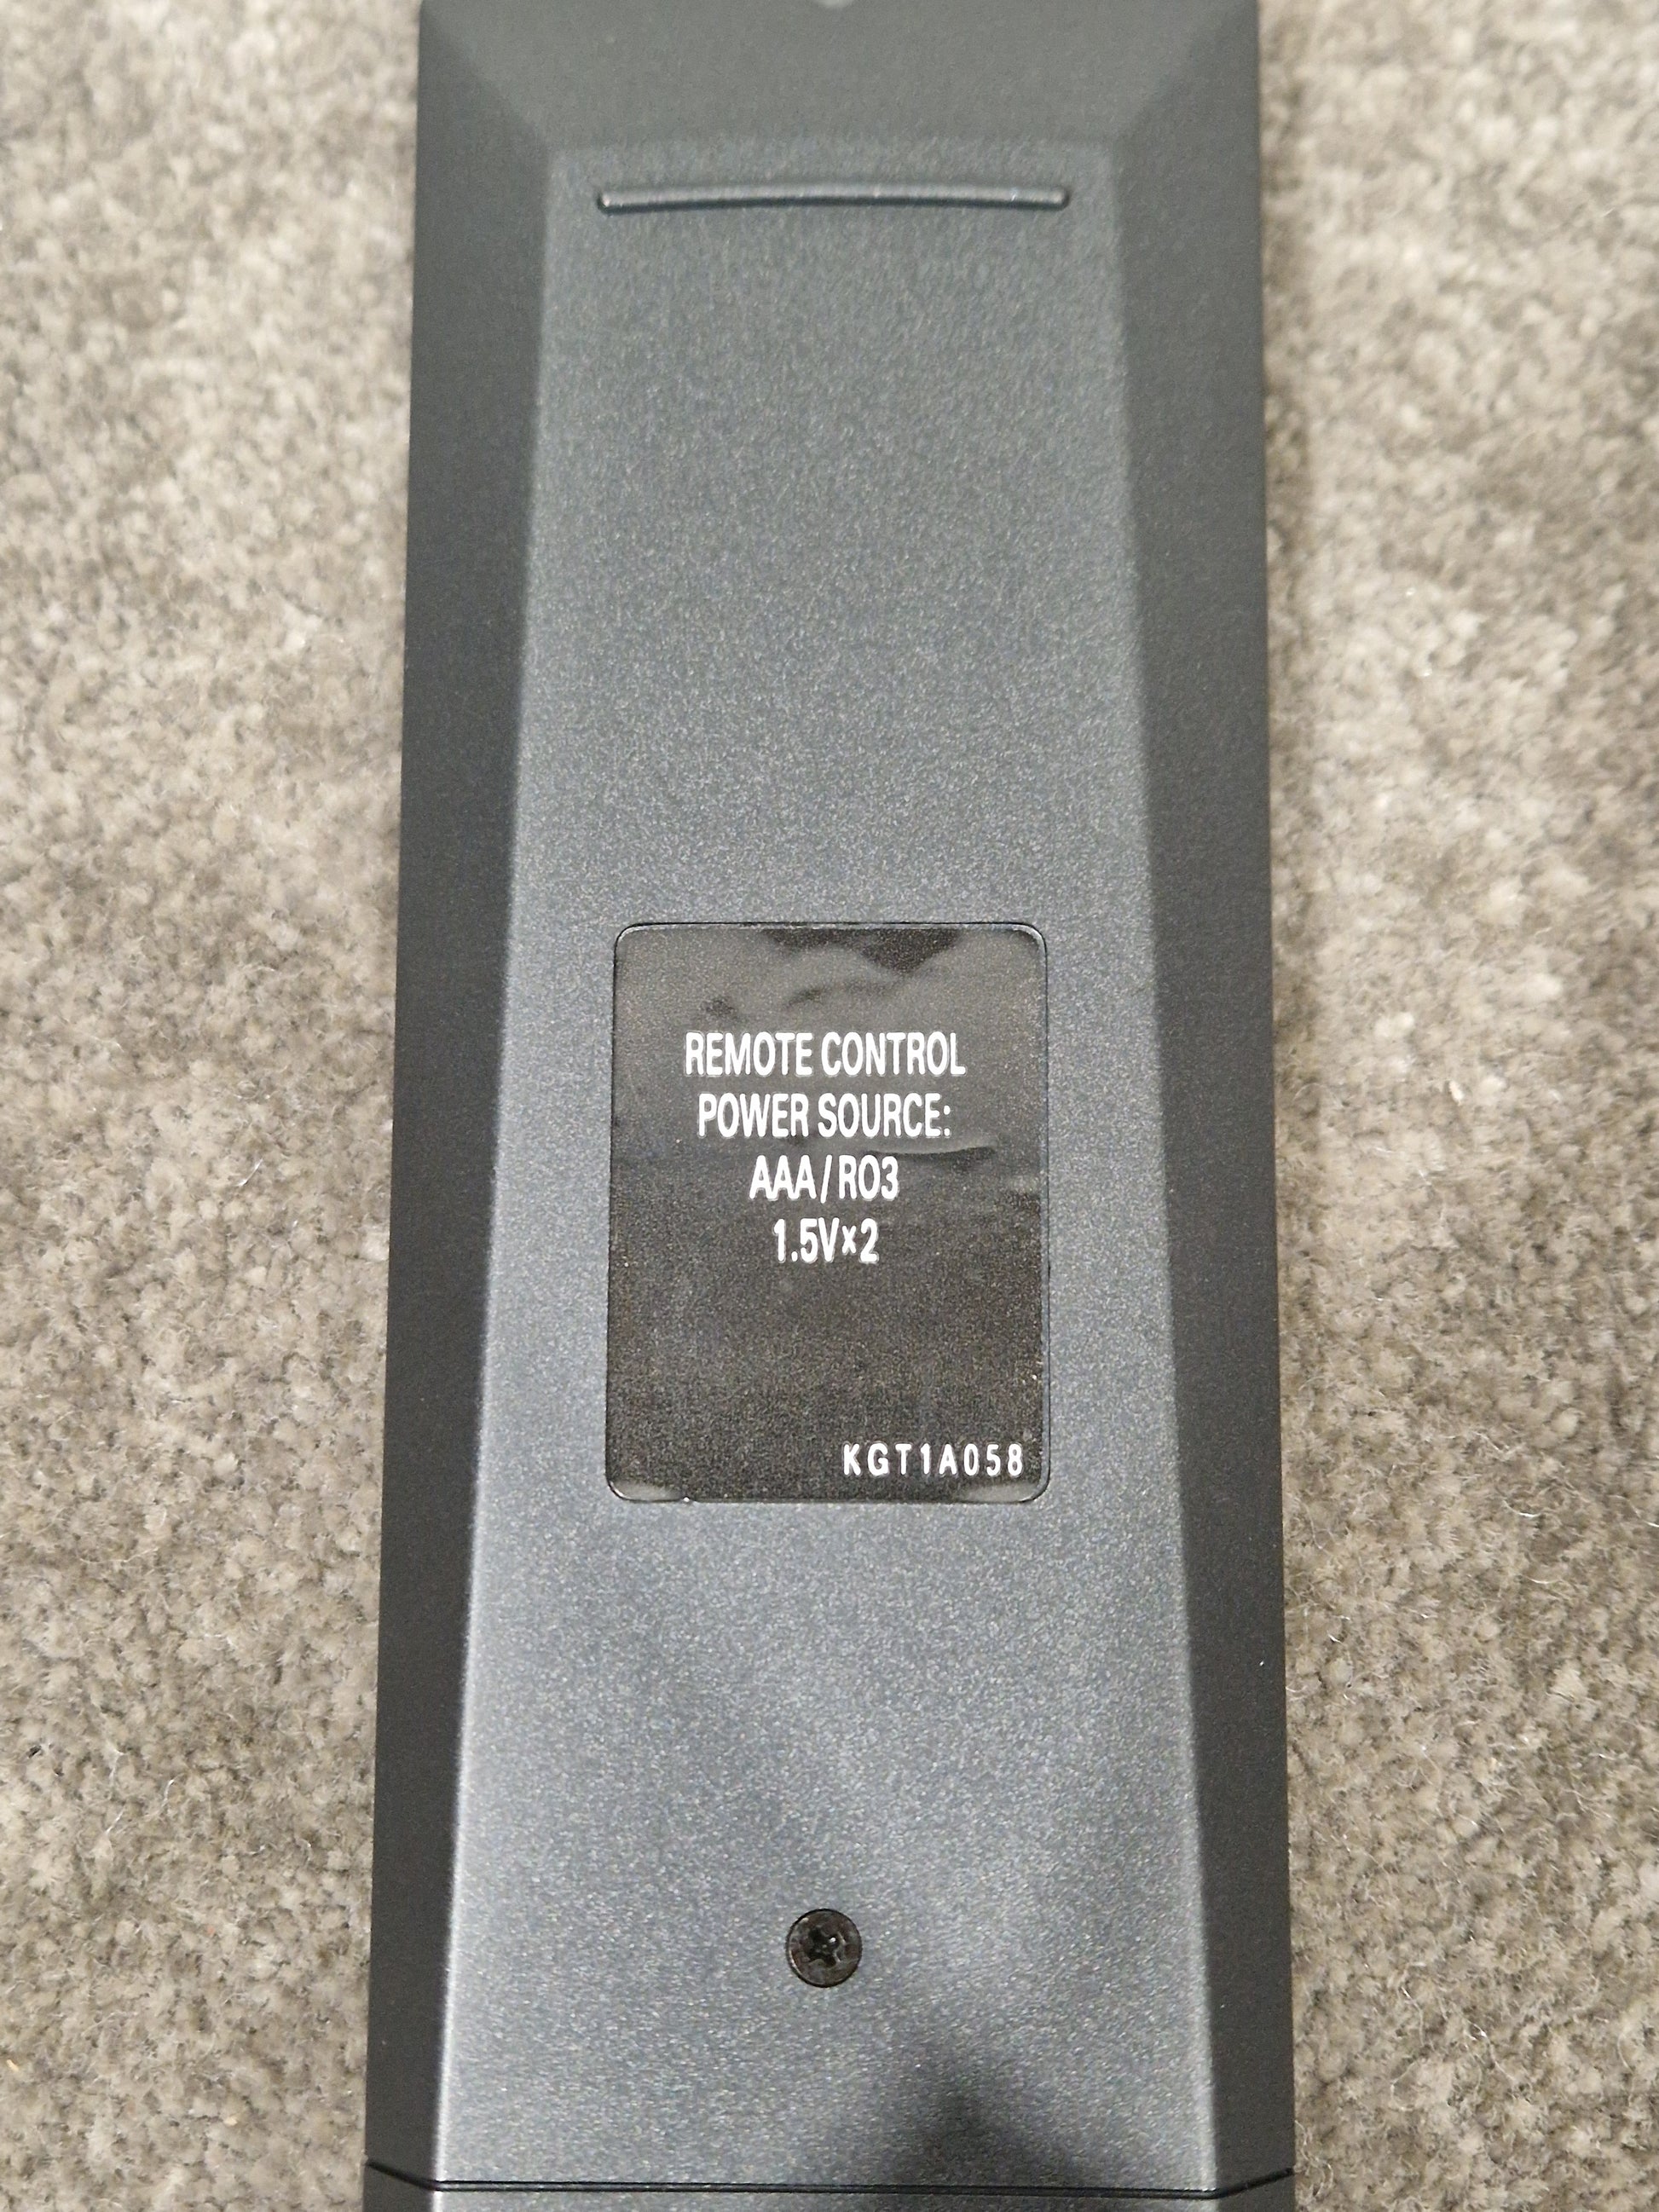 REMOTE CONTROL
POWER SOURCE:
AAA/RO3
1.5V×2
KGT1A058